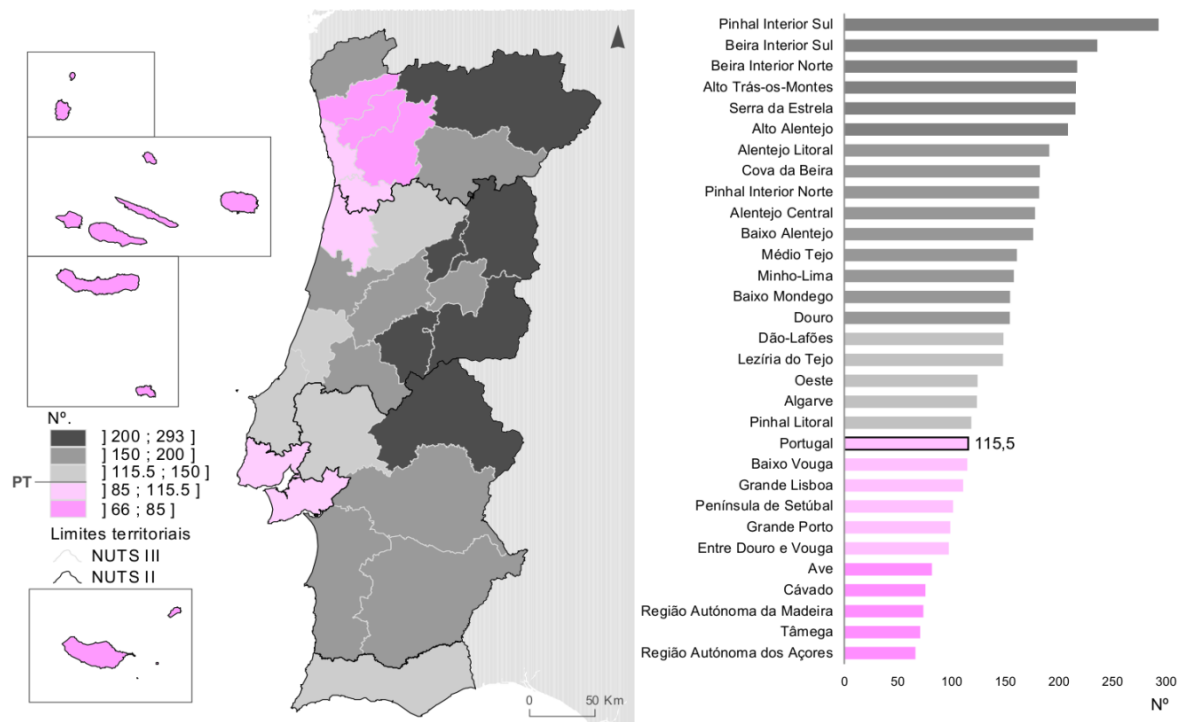 Nº.
] 200 ; 293 ]
] 150 ; 200 ]
] 115.5 ; 150 ]
PT
] 85 ; 115.5 ]
] 66 ; 85 ]
Limites territoriais
NUTS III
NUTS II
0 50 Km
Pinhal Interior Sul
Beira Interior Sul
Beira Interior Norte
Alto Trás-os-Montes
Serra da Estrela
Alto Alentejo
Alentejo Litoral
Cova da Beira
Pinhal Interior Norte
Alentejo Central
Baixo Alentejo
Médio Tejo
Minho-Lima
Baixo Mondego
Douro
Dão-Lafões
Lezíria do Tejo
Oeste
Algarve
Pinhal Litoral
Portugal 115,5
Baixo Vouga
Grande Lisboa
Península de Setúbal
Grande Porto
Entre Douro e Vouga
Ave
Cávado
Região Autónoma da Madeira
Tâmega
Região Autónoma dos Açores
0 50 100 150 200 250 300
Nº